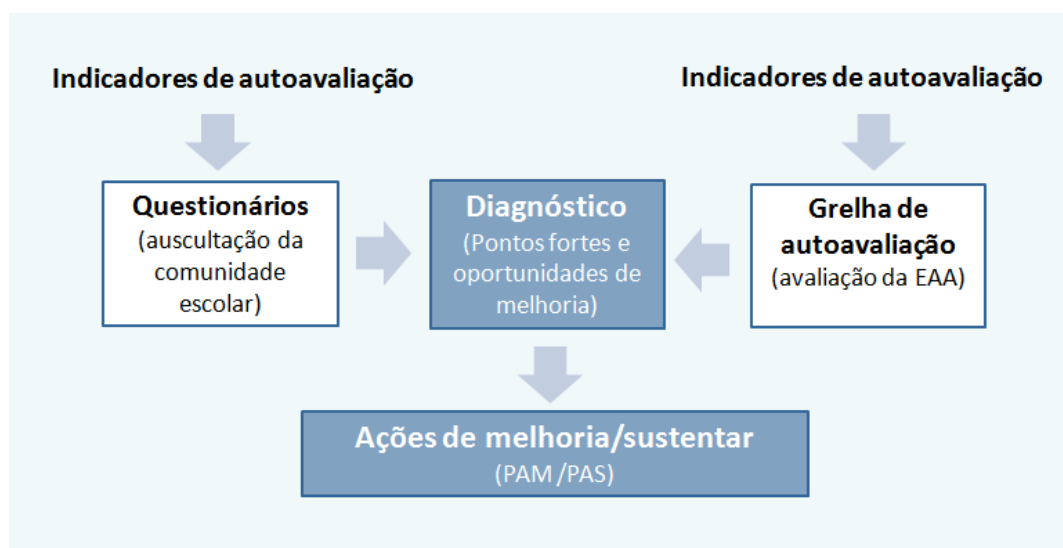 Indicadores de autoavaliação
Indicadores de autoavaliação
Questionários
(auscultação da
comunidade
escolar)
Diagnóstico
(Pontos fortes e
oportunidades de
melhoria)
Grelha de
autoavaliação
(avaliação da EAA)
Ações de melhoria/sustentar
(PAM /PAS)